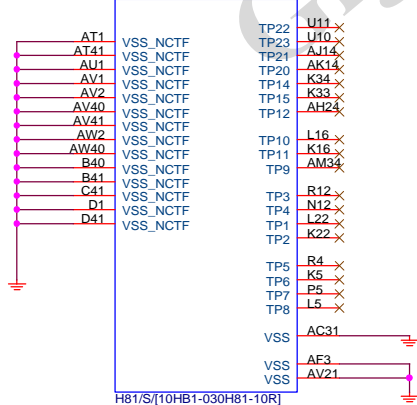 TP22 U11
AT1 VSS_NCTF TP23 U10
AT41 VSS_NCTF TP21 AJ14
AU1 VSS_NCTF TP20 AK14
AV1 VSS_NCTF TP14 K34
AV2 VSS_NCTF TP15 K33
AV40 VSS_NCTF TP12 AH24
AV41 VSS_NCTF
AW2 VSS_NCTF TP10 L16
AW40 VSS_NCTF TP11 K16
B40 VSS_NCTF TP9 AM34
B41 VSS_NCTF
C41 VSS_NCTF TP3 R12
D1 VSS_NCTF TP4 N12
D41 VSS_NCTF TP1 L22
TP2 K22
TP5 R4
TP6 K5
TP7 P5
TP8 L5
VSS AC31
VSS AF3
VSS AV21
H81/S/[10HB1-030H81-10R]